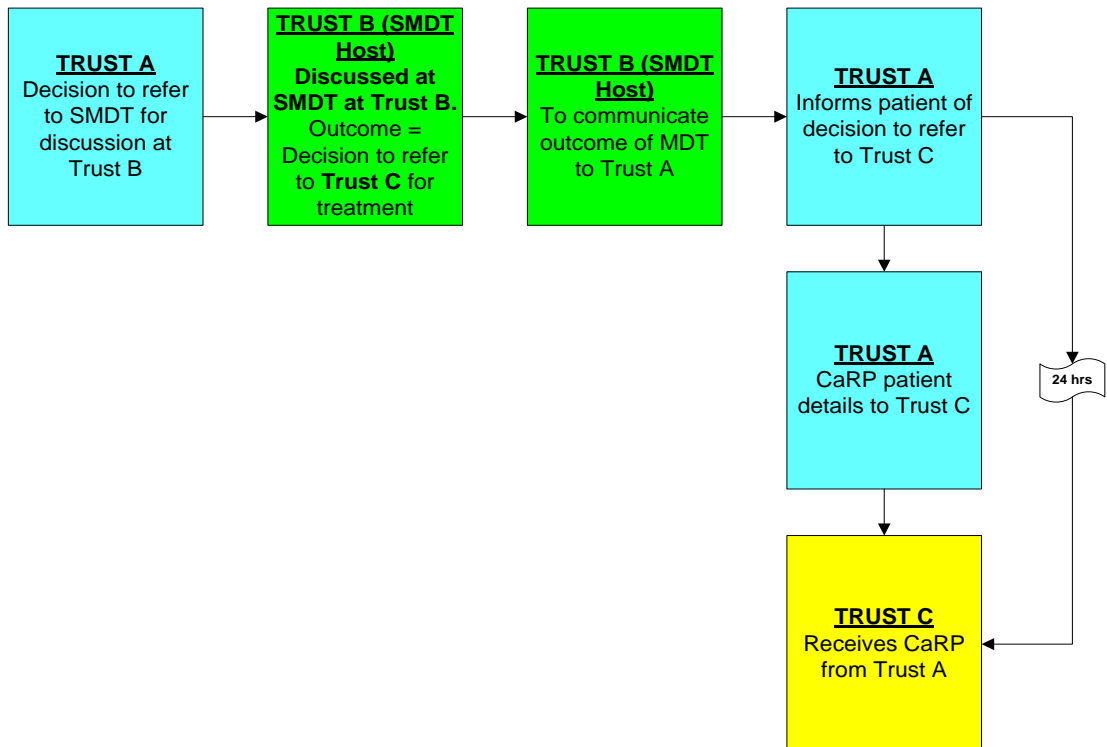 TRUST A
Decision to refer
to SMDT for
discussion at
Trust B
TRUST B (SMDT
Host)
Discussed at
SMDT at Trust B.
Outcome =
Decision to refer
to Trust C for
treatment
TRUST B (SMDT
Host)
To communicate
outcome of MDT
to Trust A
TRUST A
Informs patient of
decision to refer
to Trust C
TRUST A
CaRP patient
details to Trust C
24 hrs
TRUST C
Receives CaRP
from Trust A